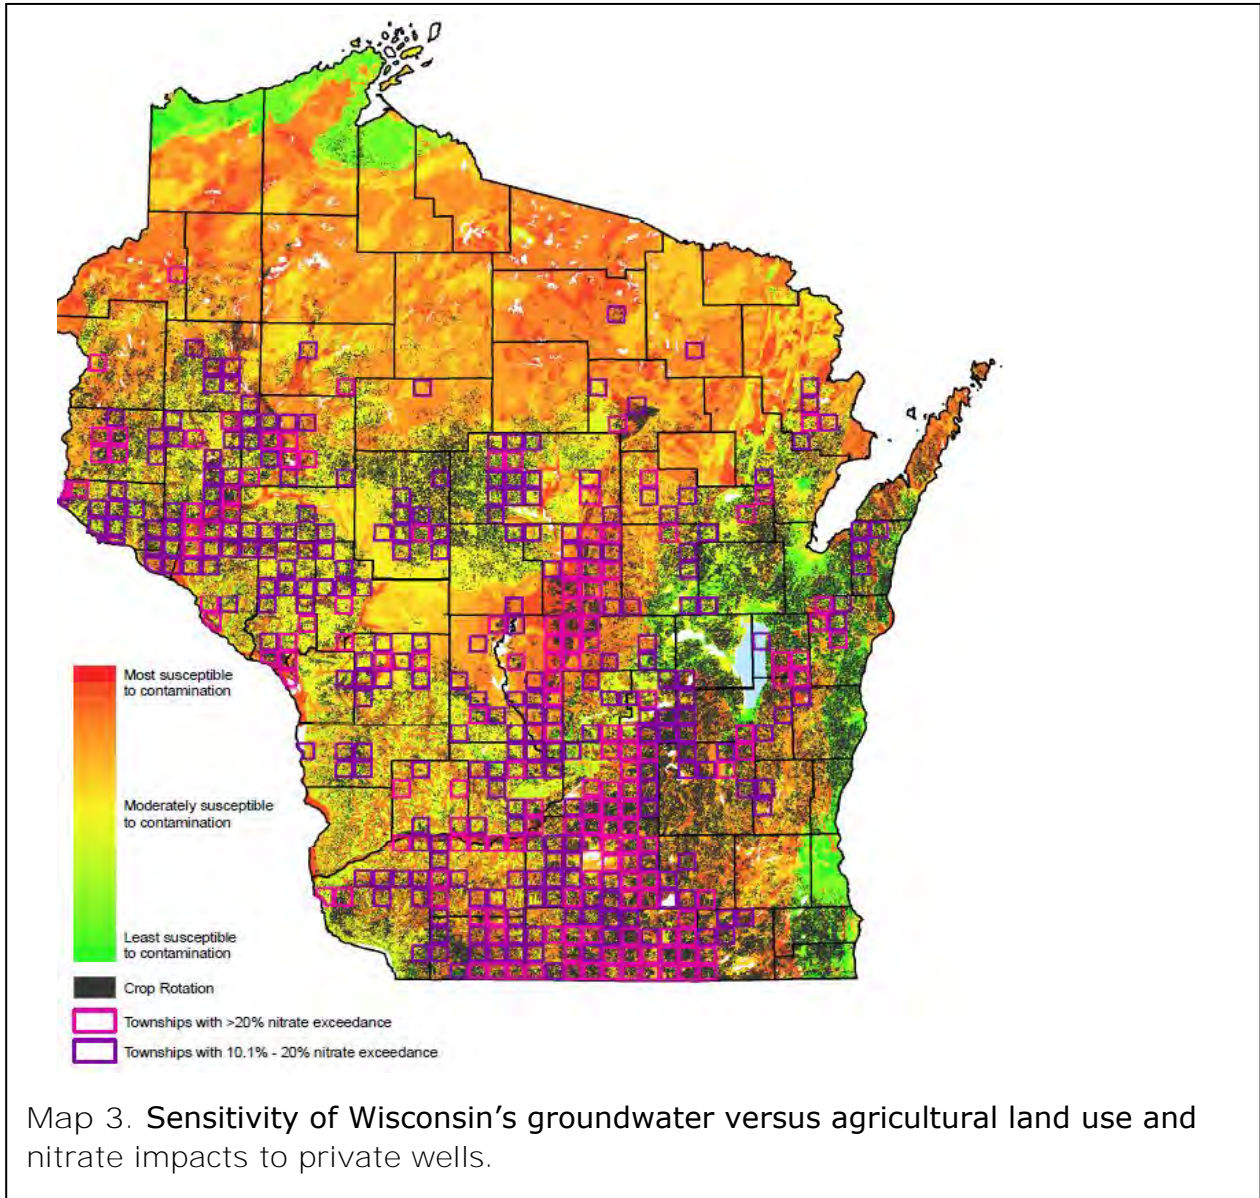 Most susceptible
to contamination
Moderately susceptible
to contamination
Least susceptible
to contamination
Crop Rotation
Townships with >20% nitrate exceedance
Townships with 10.1% - 20% nitrate exceedance
Map 3. Sensitivity of Wisconsin’s groundwater versus agricultural land use and
nitrate impacts to private wells.